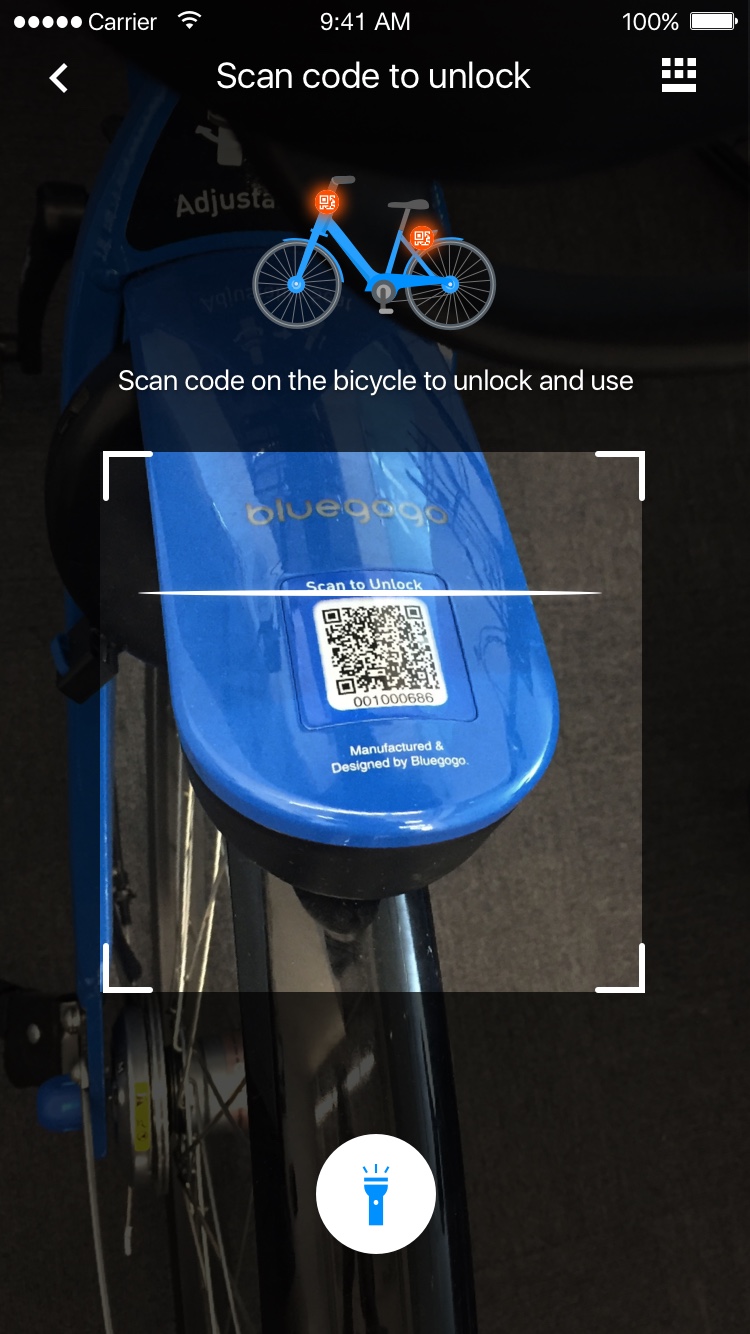 Carrier 9:41 AM 100%
Scan code to unlock
Adjusta
Scan code on the bicycle to unlock and use
bluegogo
Scan to Unlock
001000686
Manufactured &
Designed by Bluegogo.